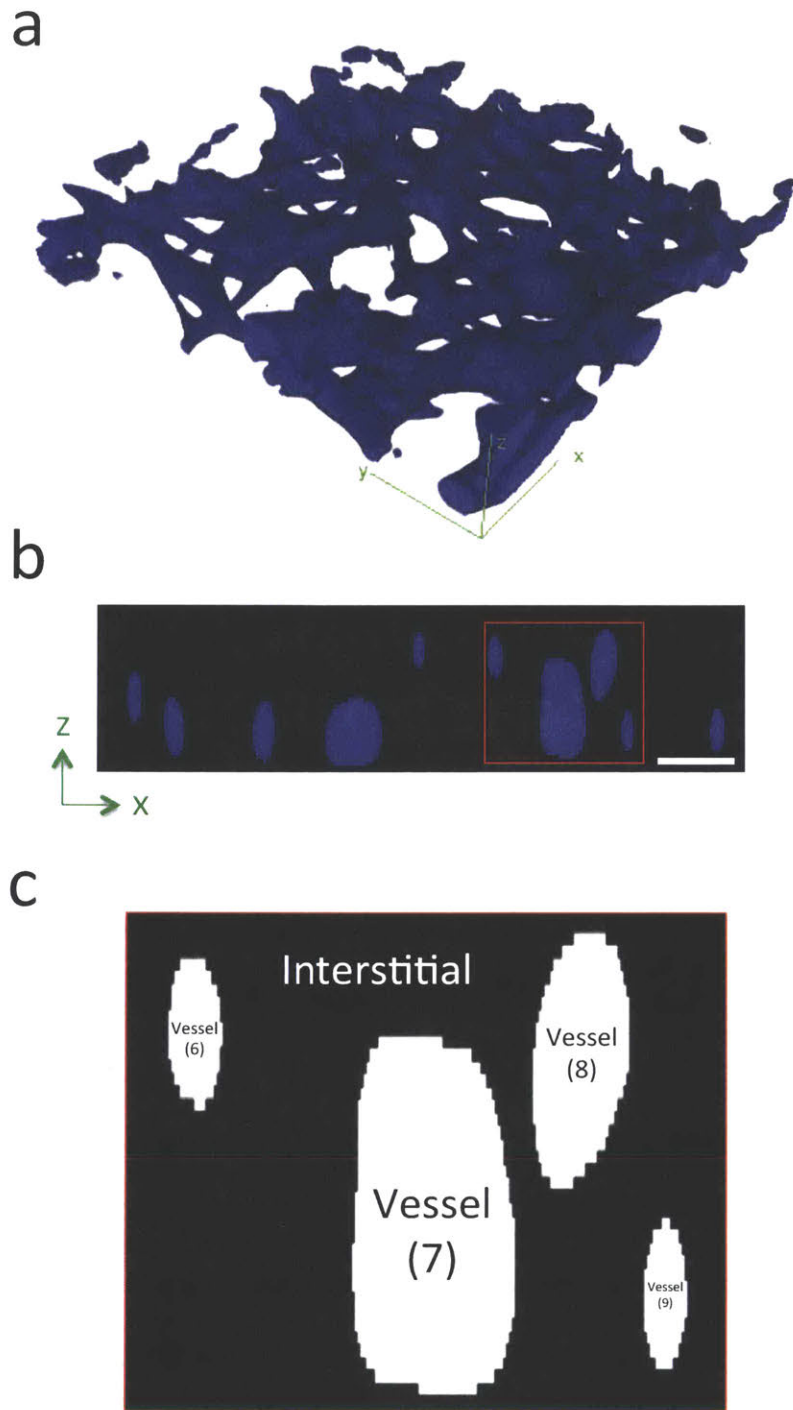 a
z
y
x
b
Z
X
c
Interstitial
Vessel
(6)
Vessel
(8)
Vessel
(7)
Vessel
(9)